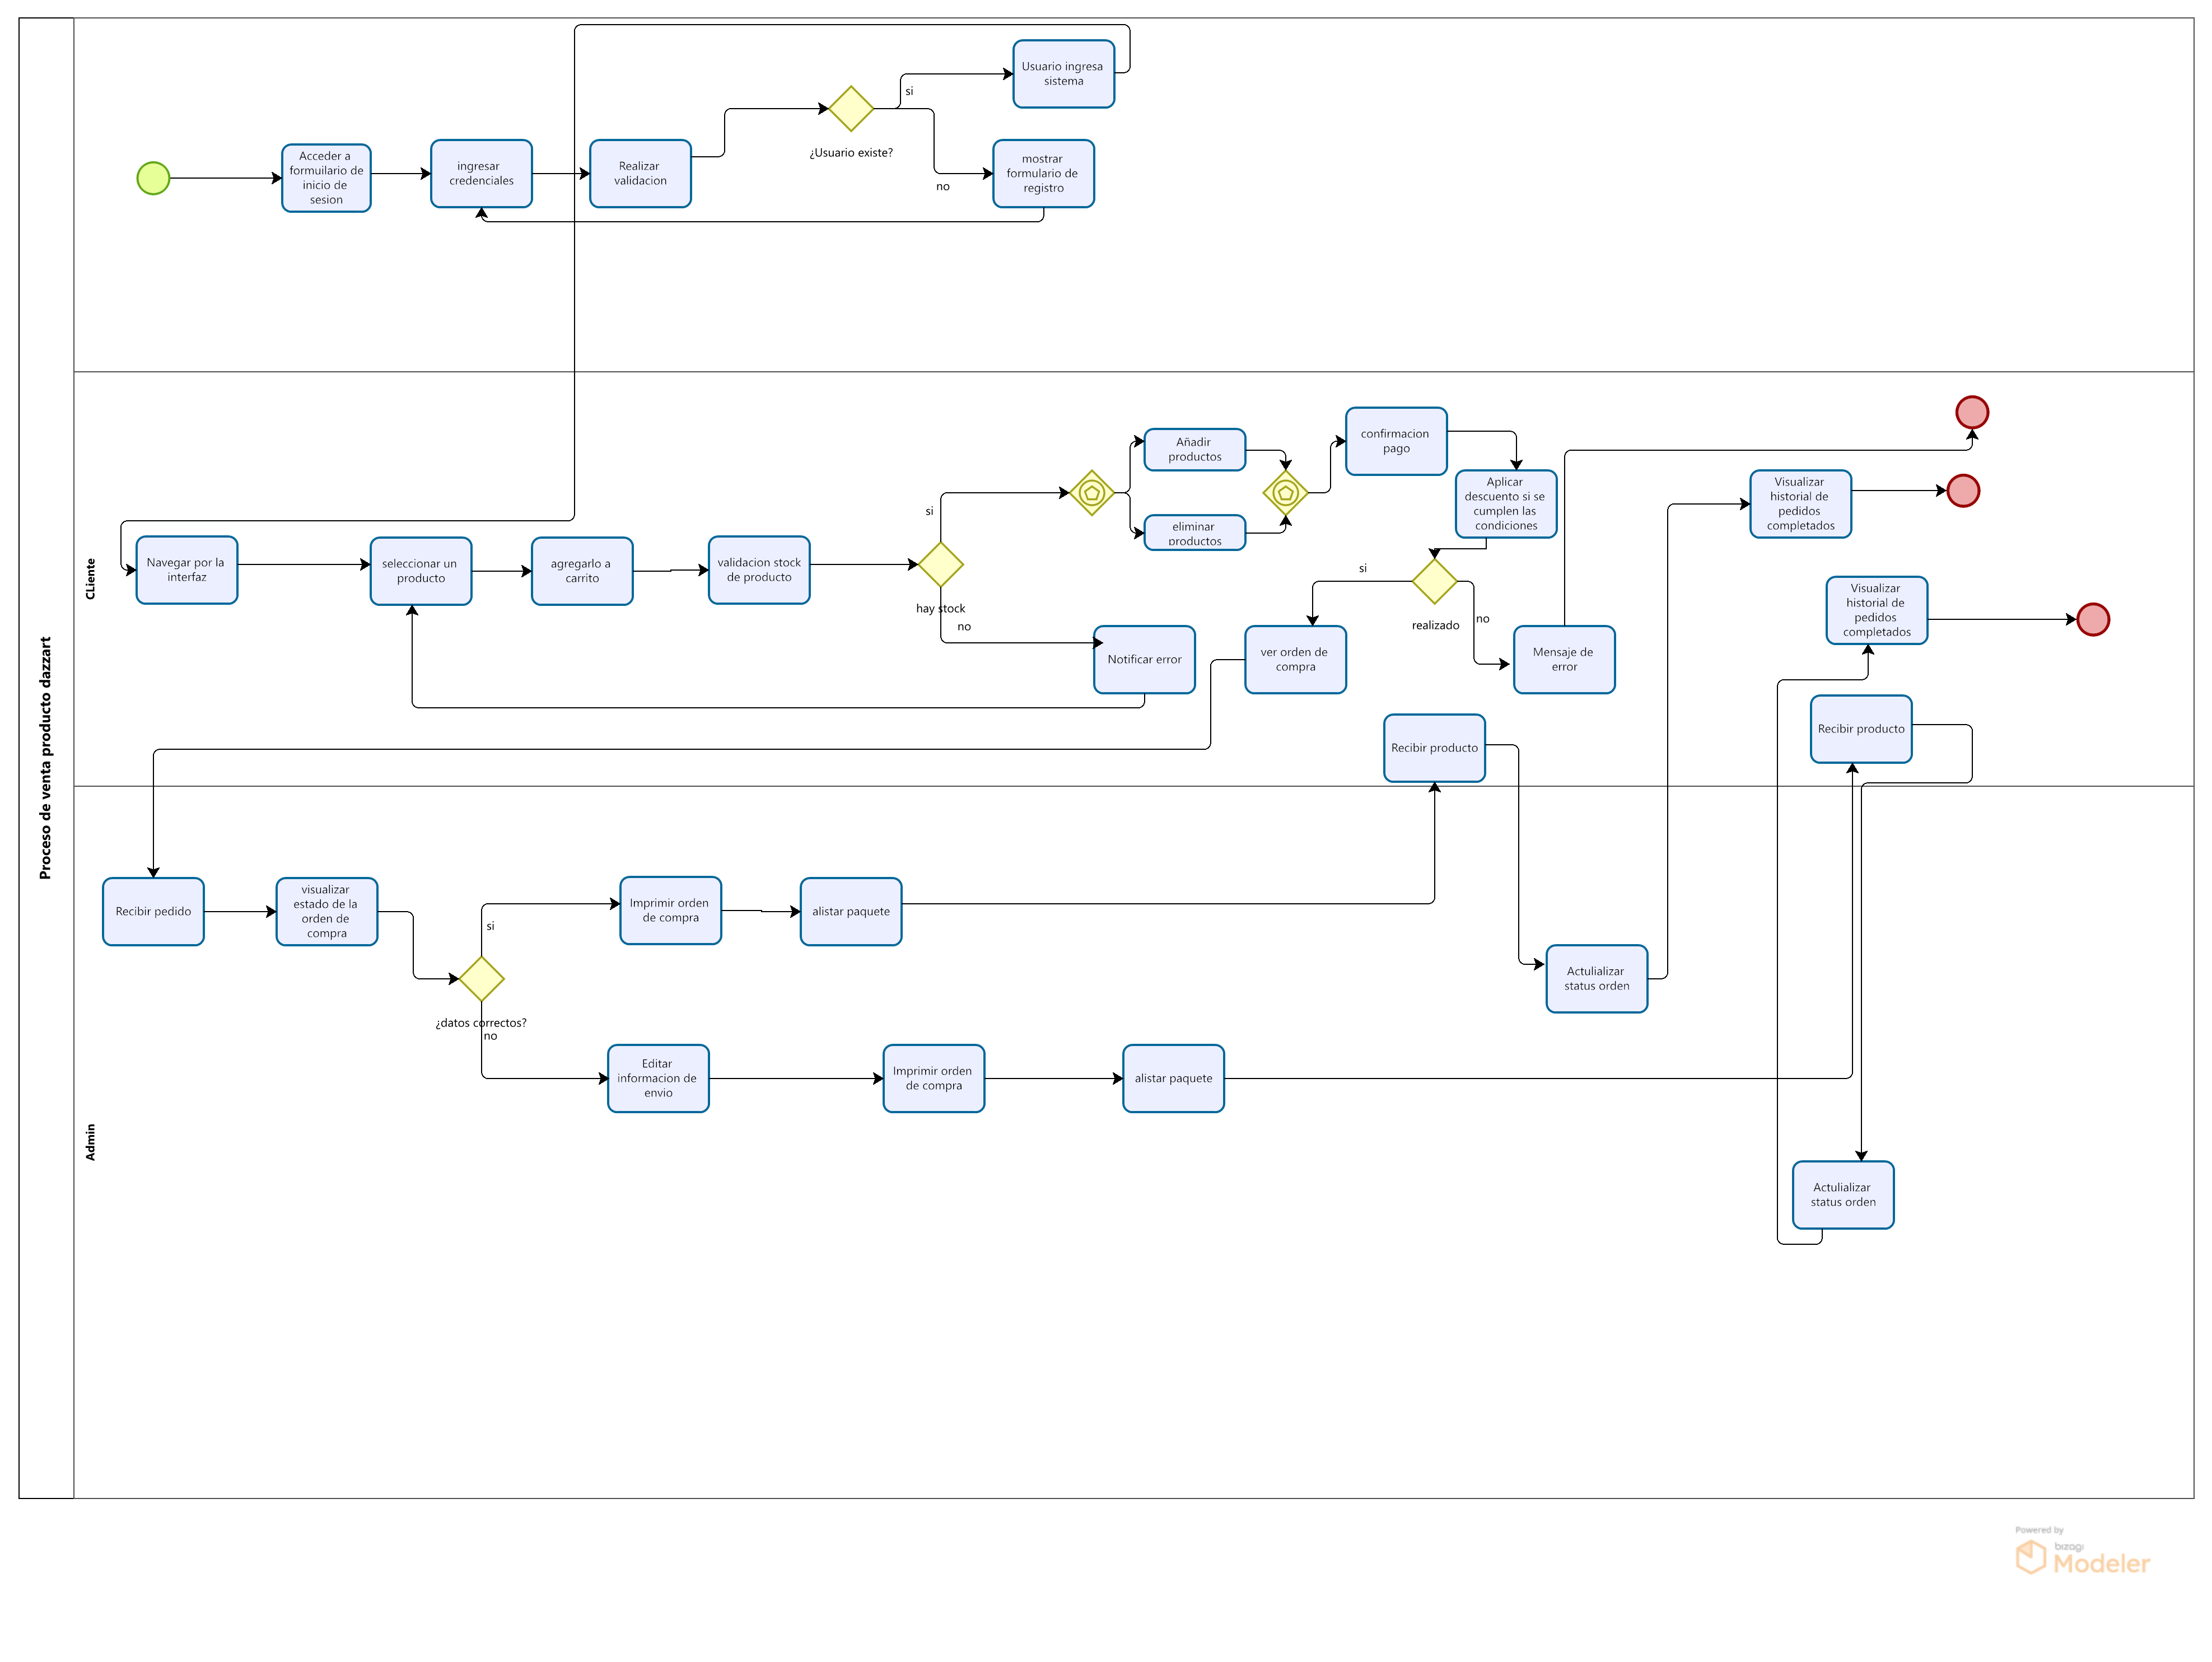 Proceso de venta producto dazzart
Usuario ingresa
sistema
si
¿Usuario existe?
Acceder a
formuilario de
inicio de
sesion
ingresar
credenciales
Realizar
validacion
mostrar
formulario de
registro
no
CLiente
Navegar por la
interfaz
seleccionar un
producto
agregarlo a
carrito
validacion stock
de producto
si
hay stock
no
Notificar error
Añadir
productos
eliminar
productos
confirmacion
pago
Aplicar
descuento si se
cumplen las
condiciones
si
realizado
no
ver orden de
compra
Mensaje de
error
Visualizar
historial de
pedidos
completados
Visualizar
historial de
pedidos
completados
Recibir producto
Recibir producto
Admin
Recibir pedido
visualizar
estado de la
orden de
compra
si
¿datos correctos?
no
Imprimir orden
de compra
alistar paquete
Actulializar
status orden
Editar
informacion de
envio
Imprimir orden
de compra
alistar paquete
Actulializar
status orden
Powered by
bizagi
Modeler